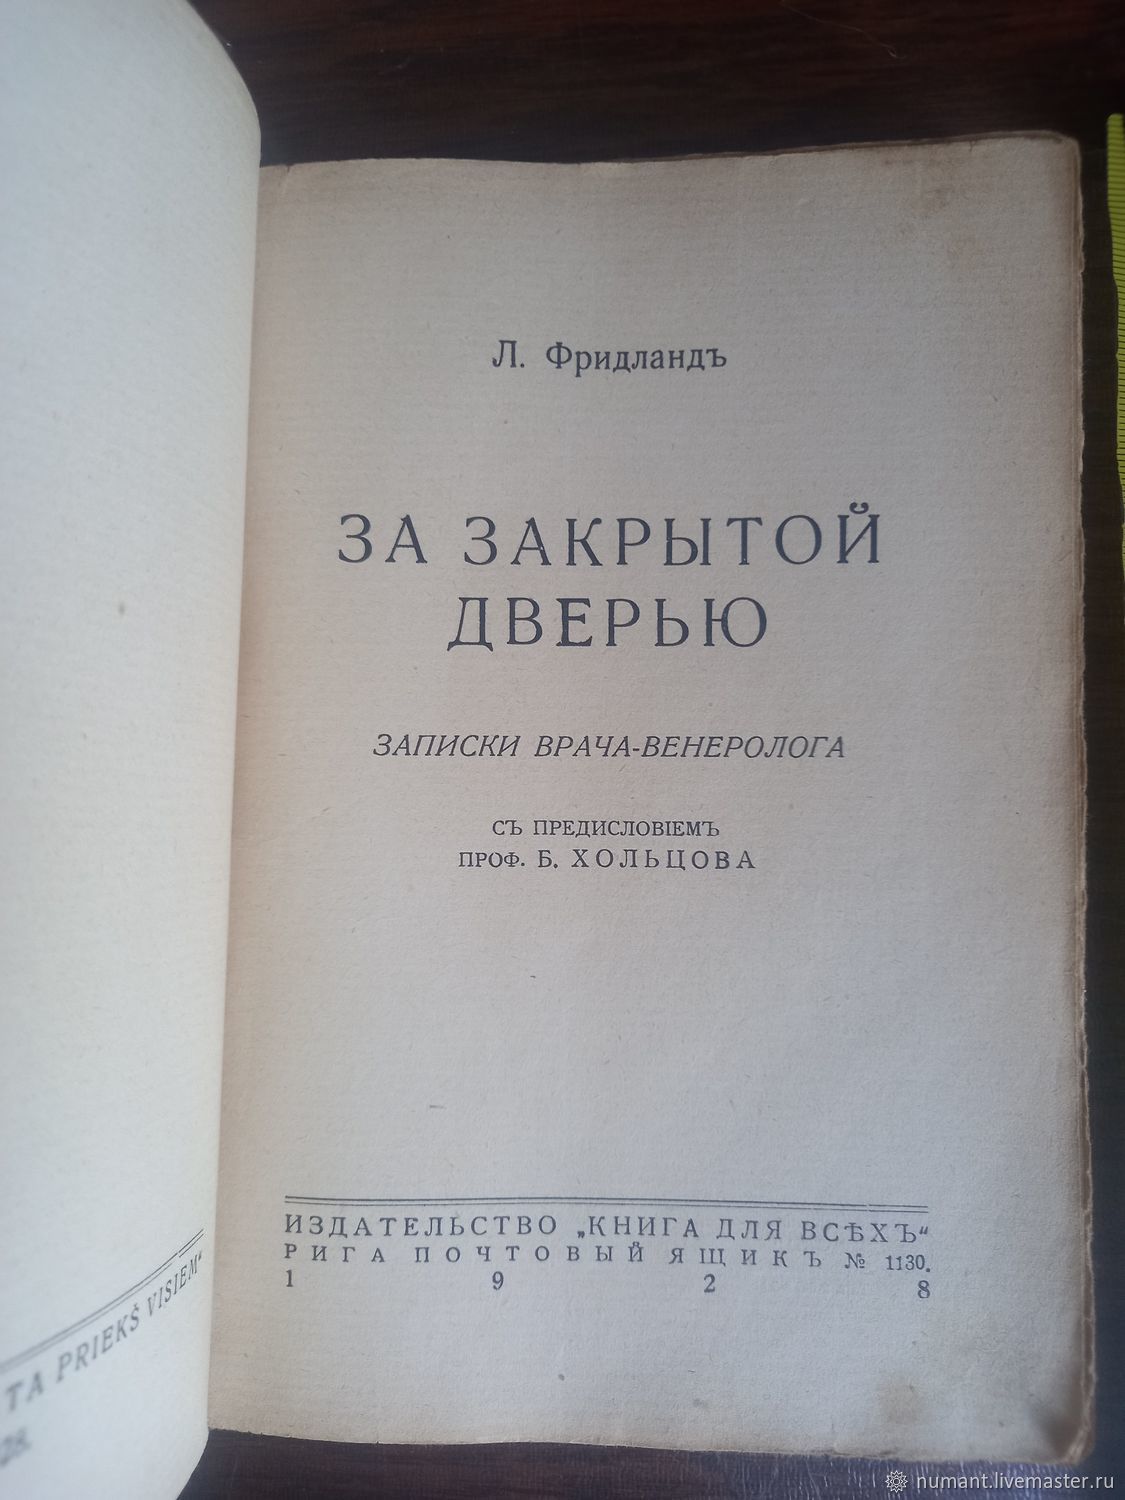 Л. Фридландъ
ЗА ЗАКРЫТОЙ
ДВЕРЬЮ
ЗАПИСКИ ВРАЧА-ВЕНЕРОЛОГА
СЪ ПРЕДИСЛОВІЕМЪ
ПРОФ. Б. ХОЛЬЦОВА
ИЗДАТЕЛЬСТВО „КНИГА ДЛЯ ВСѢХЪ“
РИГА ПОЧТОВЫЙ ЯЩИКЪ № 1130.
1 9 2 8
TA PRIEKŠ VISIEM“
28.
numant.livemaster.ru